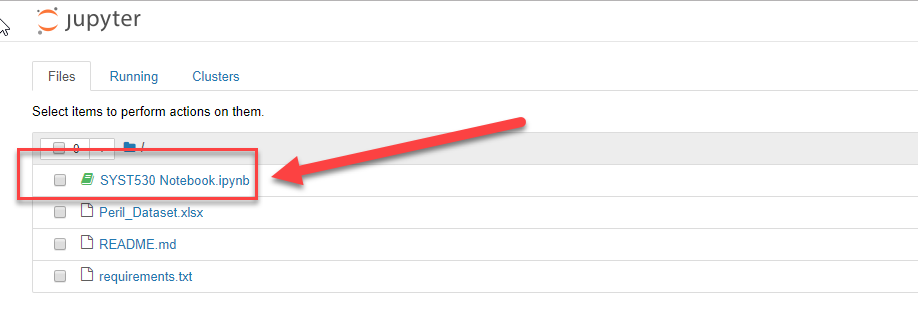 jupyter
Files Running Clusters
Select items to perform actions on them.
0 /
SYST530 Notebook.ipynb
Peril_Dataset.xlsx
README.md
requirements.txt